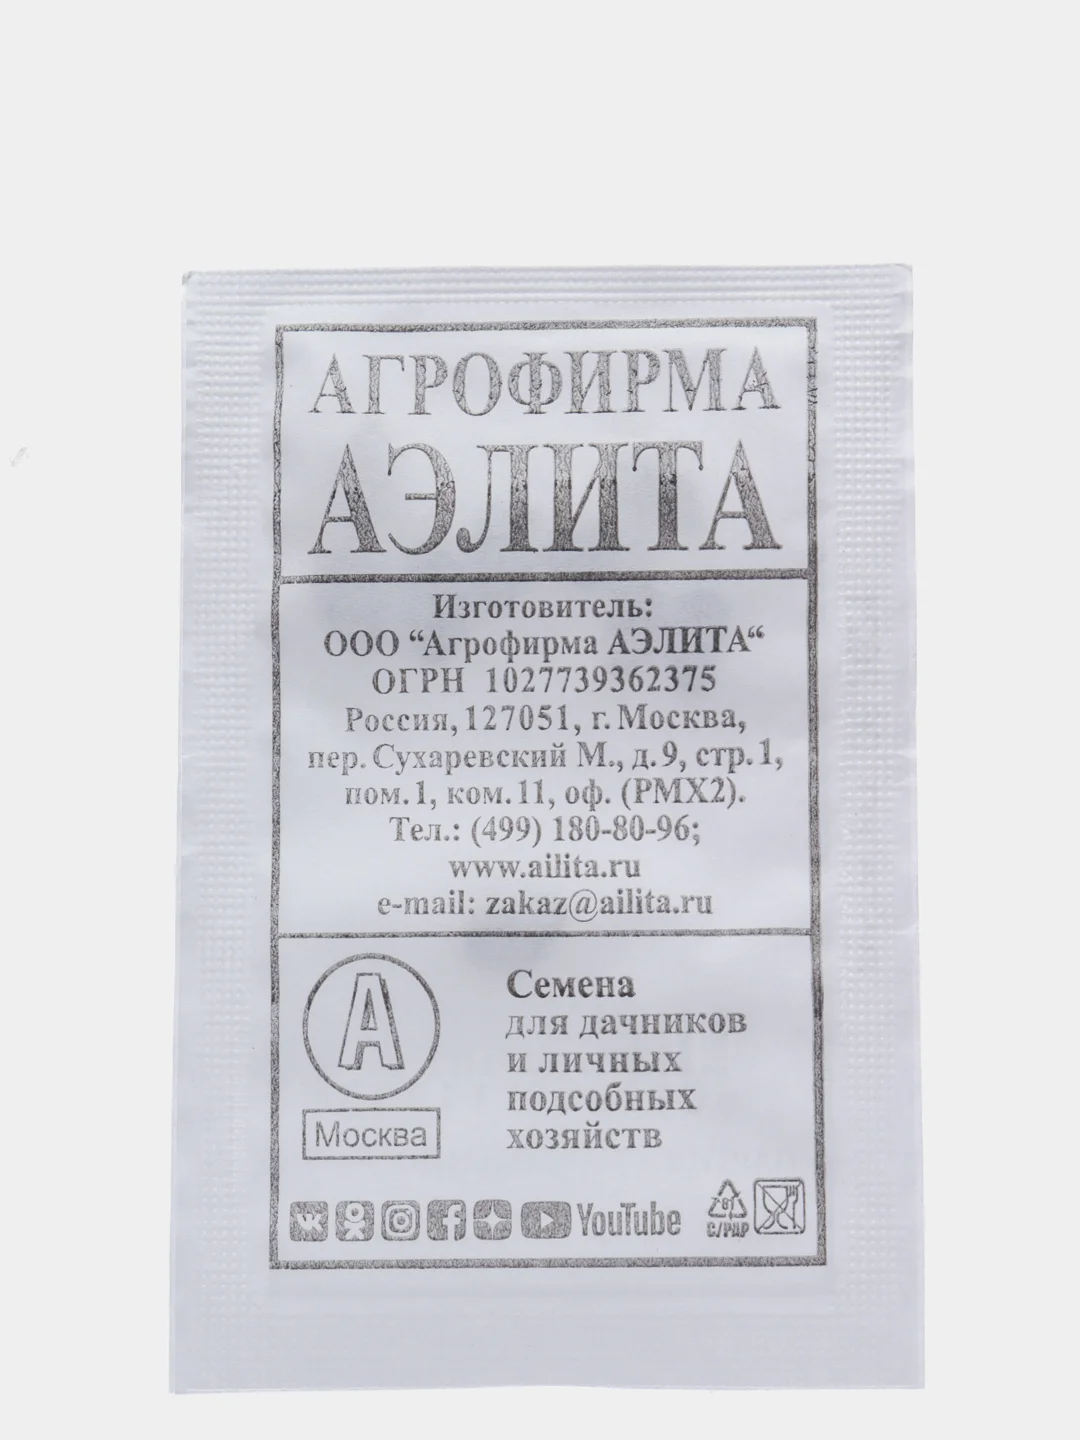 АГРОФИРМА
АЭЛИТА
Изготовитель:
ООО “Агрофирма АЭЛИТА“
ОГРН 1027739362375
Россия, 127051, г. Москва,
пер. Сухаревский М., д. 9, стр. 1,
пом. 1, ком. 11, оф. (РМХ2).
Тел.: (499) 180-80-96;
www.ailita.ru
e-mail: zakaz@ailita.ru
А
Москва
Семена
для дачников
и личных
подсобных
хозяйств
YouTube
81
C/PAP